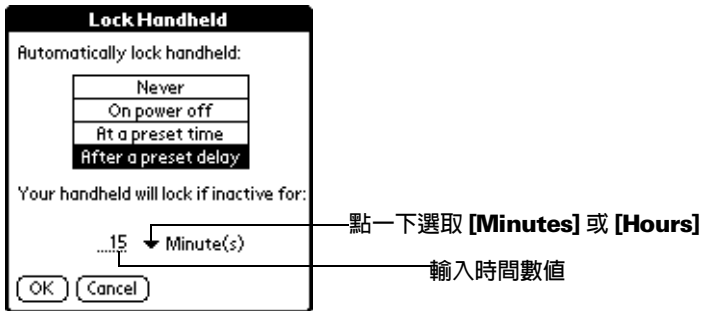 Lock Handheld
Automatically lock handheld:
Never
On power off
At a preset time
After a preset delay
Your handheld will lock if inactive for:
點一下選取 [Minutes] 或 [Hours]
15 Minute(s)
輸入時間數值
OK Cancel